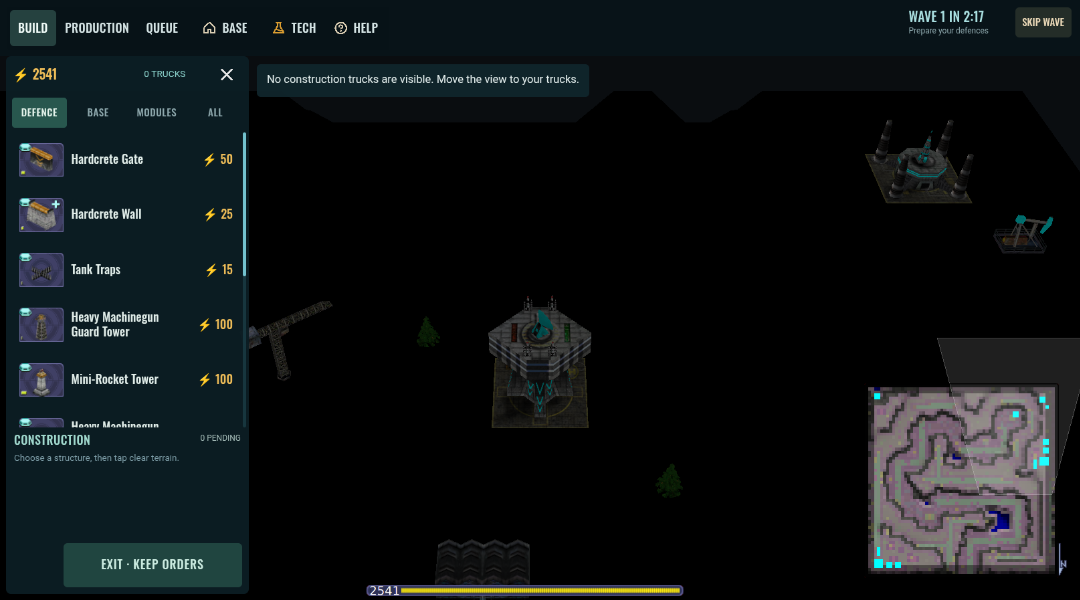 BUILD
PRODUCTION
QUEUE
BASE
TECH
HELP
WAVE 1 IN 2:17
Prepare your defences
SKIP WAVE
2541
0 TRUCKS
No construction trucks are visible. Move the view to your trucks.
DEFENCE
BASE
MODULES
ALL
Hardcrete Gate
50
Hardcrete Wall
25
Tank Traps
15
Heavy Machinegun
Guard Tower
100
Mini-Rocket Tower
100
Heavy Machinegun
CONSTRUCTION
0 PENDING
Choose a structure, then tap clear terrain.
EXIT · KEEP ORDERS
2541
N